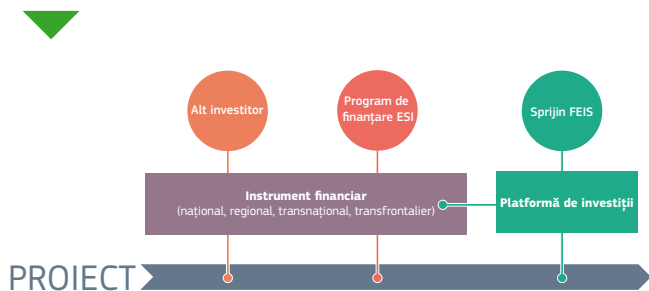 Alt investitor
Program de
finanțare ESI
Sprijin FEIS
Instrument financiar
(național, regional, transnațional, transfrontalier)
Platformă de investiții
PROIECT